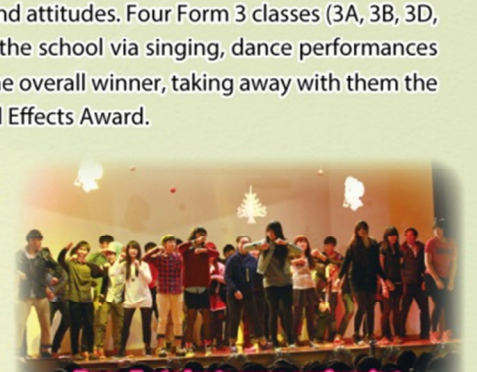 nd attitudes. Four Form 3 classes (3A, 3B, 3D,
the school via singing, dance performances
e overall winner, taking away with them the
Effects Award.